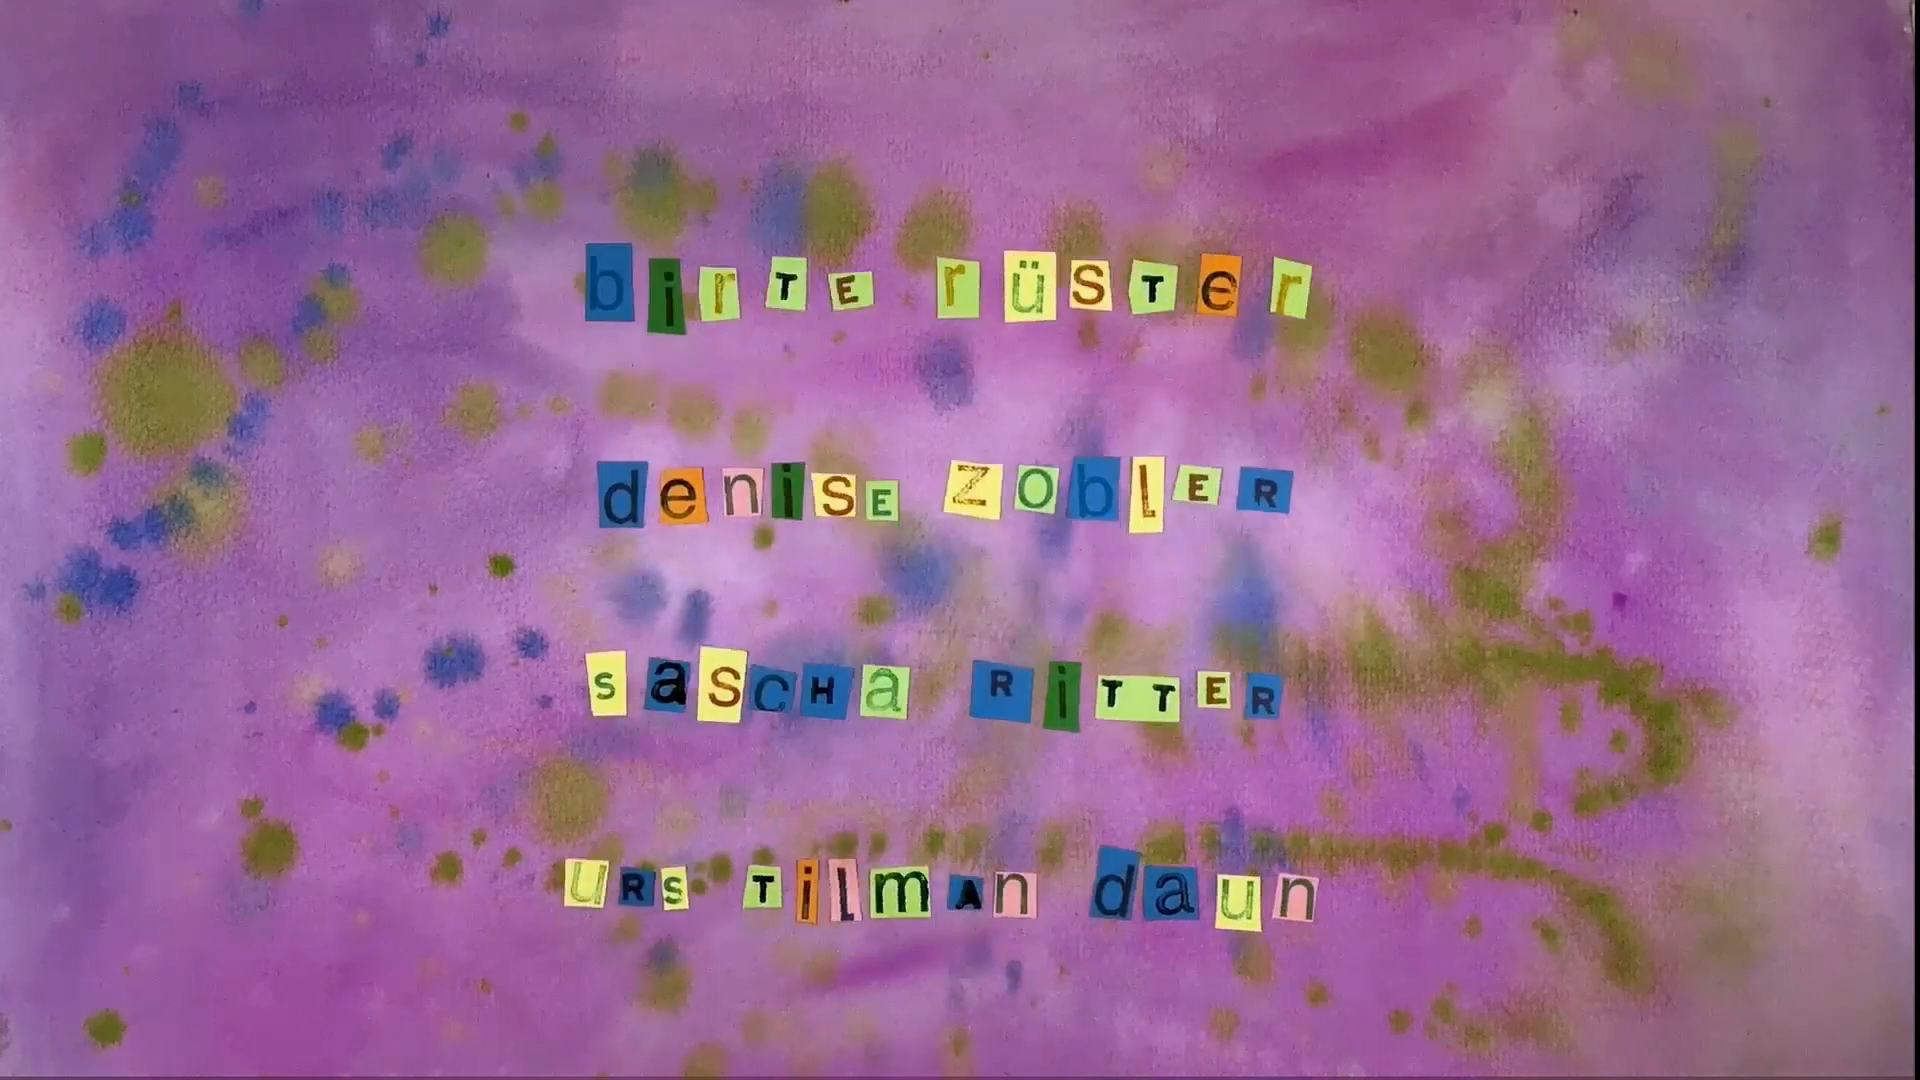 birTE rüsTer
deniSE ZoblER
SascHa RiTTER
URS TilmAn daun